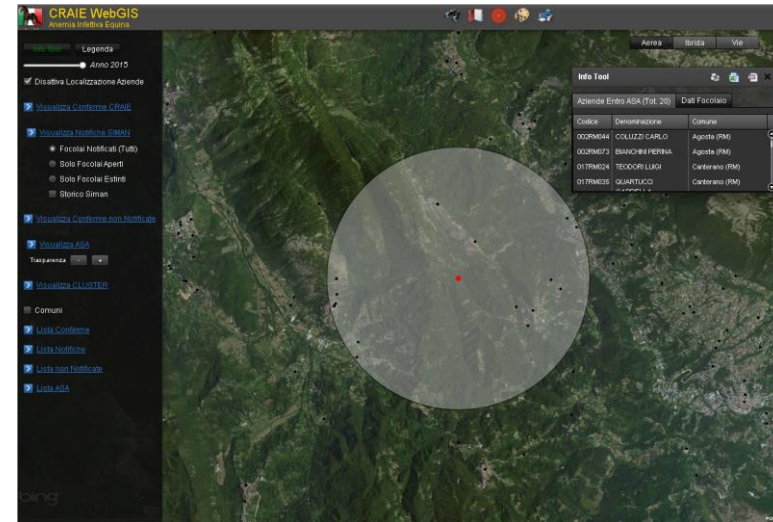 CRAIE WebGIS
Anemia Infettiva Equina
Info Tool Legenda
Anno 2015
Disattiva Localizzazione Aziende
Visualizza Conferme CRAIE
Visualizza Notifiche SIMAN
Focolai Notificati (Tutti)
Solo Focolai Aperti
Solo Focolai Estinti
Storico Siman
Visualizza Conferme non Notificate
Visualizza ASA
Trasparenza - +
Visualizza CLUSTER
Comuni
Lista Conferme
Lista Notifiche
Lista non Notificate
Lista ASA
bing
Aerea Ibrida Vie
Info Tool
Aziende Entro ASA (Tot. 20) Dati Focolaio
Codice Denominazione Comune
002RM044 COLUZZI CARLO Agosta (RM)
002RM073 BIANCHINI PIERINA Agosta (RM)
017RM024 TEODORI LUIGI Canterano (RM)
017RM035 QUARTUCCI Canterano (RM)